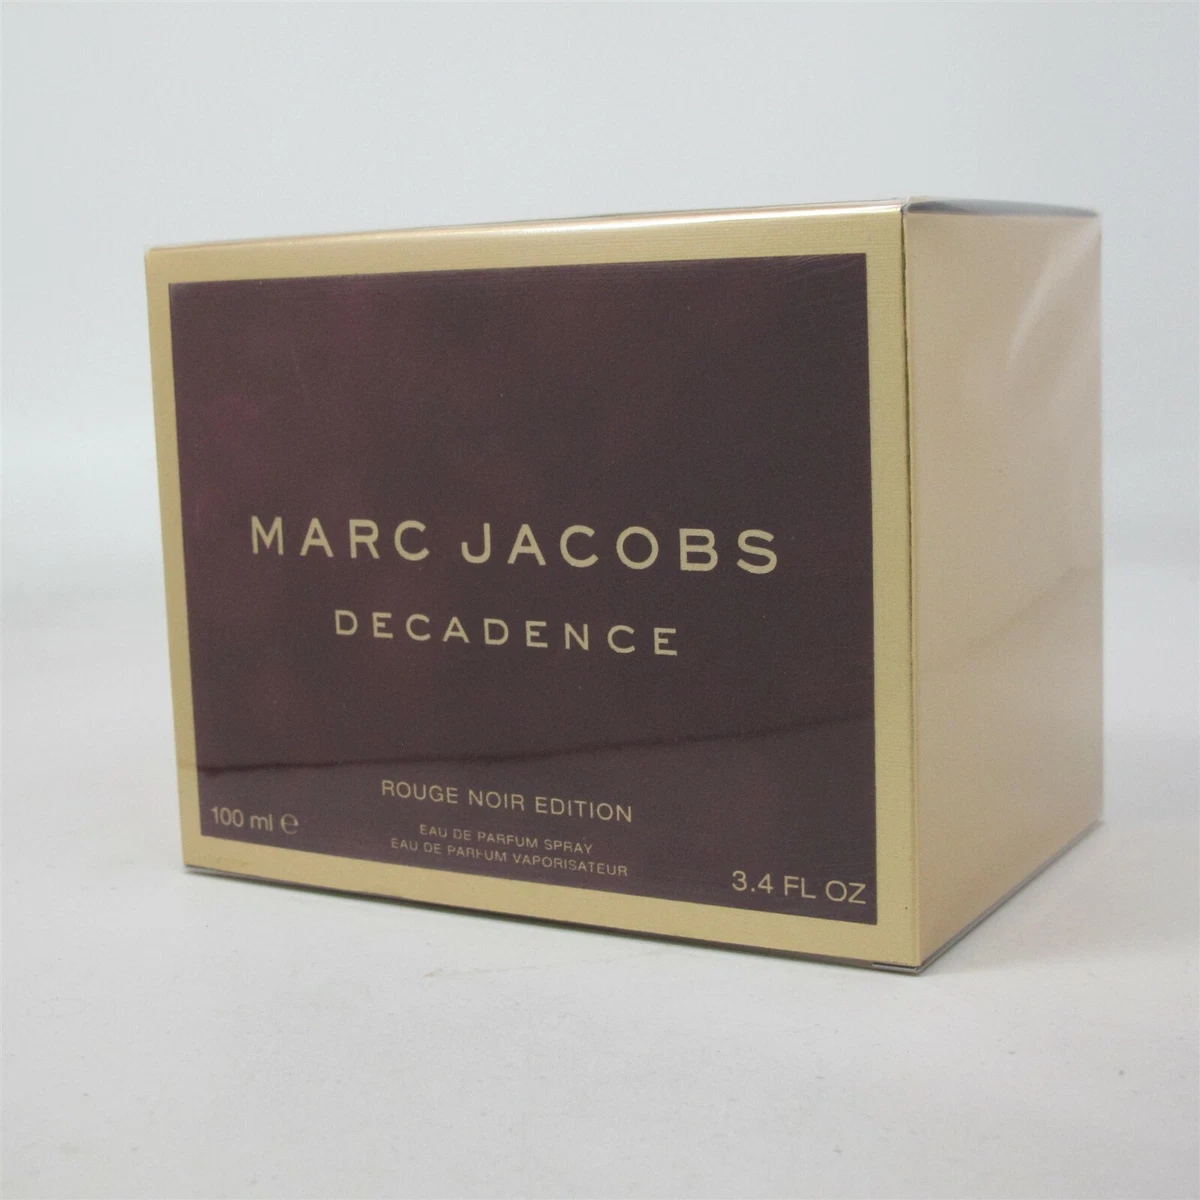 MARC JACOBS
DECADENCE
ROUGE NOIR EDITION
EAU DE PARFUM SPRAY
EAU DE PARFUM VAPORISATEUR
100 ml ℮
3.4 FL OZ